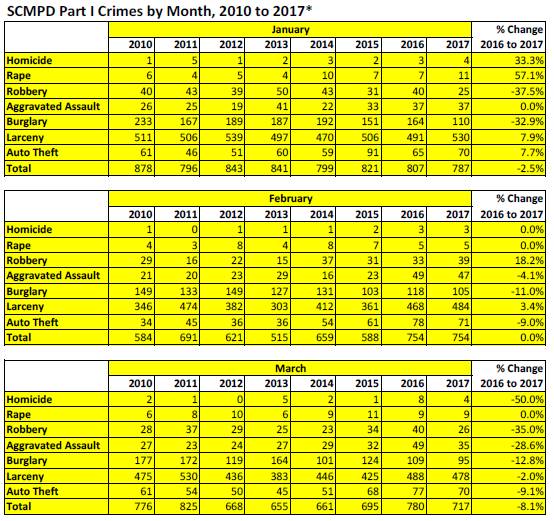 SCMPD Part I Crimes by Month, 2010 to 2017*
January % Change
2010 2011 2012 2013 2014 2015 2016 2017 2016 to 2017
Homicide 1 5 1 2 3 2 3 4 33.3%
Rape 6 4 5 4 10 7 7 11 57.1%
Robbery 40 43 39 50 43 31 40 25 -37.5%
Aggravated Assault 26 25 19 41 22 33 37 37 0.0%
Burglary 233 167 189 187 192 151 164 110 -32.9%
Larceny 511 506 539 497 470 506 491 530 7.9%
Auto Theft 61 46 51 60 59 91 65 70 7.7%
Total 878 796 843 841 799 821 807 787 -2.5%
February % Change
2010 2011 2012 2013 2014 2015 2016 2017 2016 to 2017
Homicide 1 0 1 1 1 2 3 3 0.0%
Rape 4 3 8 4 8 7 5 5 0.0%
Robbery 29 16 22 15 37 31 33 39 18.2%
Aggravated Assault 21 20 23 29 16 23 49 47 -4.1%
Burglary 149 133 149 127 131 103 118 105 -11.0%
Larceny 346 474 382 303 412 361 468 484 3.4%
Auto Theft 34 45 36 36 54 61 78 71 -9.0%
Total 584 691 621 515 659 588 754 754 0.0%
March % Change
2010 2011 2012 2013 2014 2015 2016 2017 2016 to 2017
Homicide 2 1 0 5 2 1 8 4 -50.0%
Rape 6 8 10 6 9 11 9 9 0.0%
Robbery 28 37 29 25 23 34 40 26 -35.0%
Aggravated Assault 27 23 24 27 29 32 49 35 -28.6%
Burglary 177 172 119 164 101 124 109 95 -12.8%
Larceny 475 530 436 383 446 425 488 478 -2.0%
Auto Theft 61 54 50 45 51 68 77 70 -9.1%
Total 776 825 668 655 661 695 780 717 -8.1%